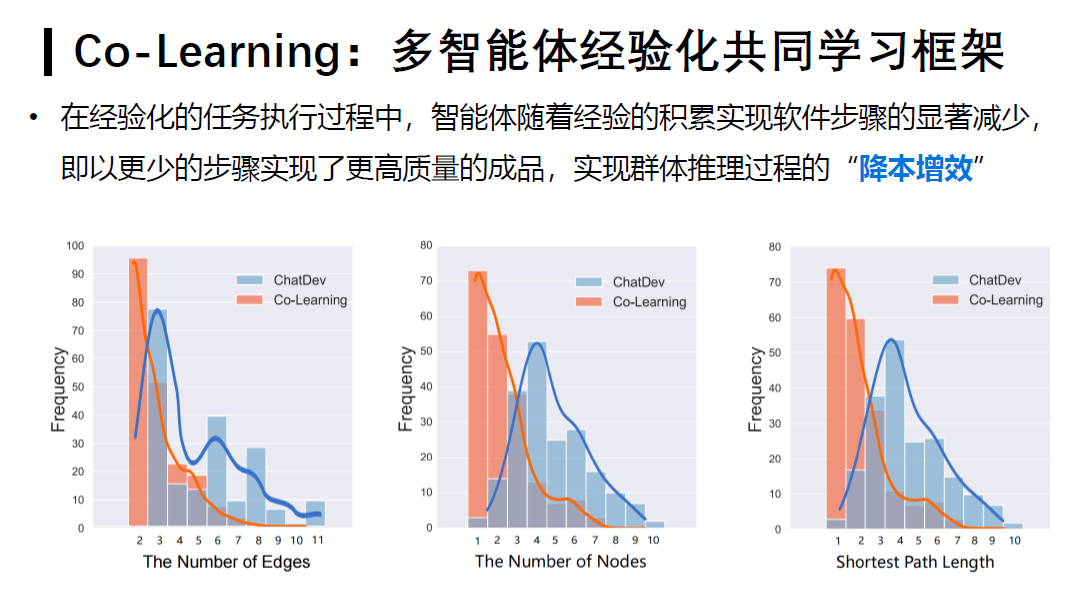 Co-Learning：多智能体经验化共同学习框架
• 在经验化的任务执行过程中，智能体随着经验的积累实现软件步骤的显著减少，
即以更少的步骤实现了更高质量的成品，实现群体推理过程的“降本增效”
100
90
80
70
60
50
40
30
20
10
0
Frequency
ChatDev
Co-Learning
2 3 4 5 6 7 8 9 10 11
The Number of Edges
80
70
60
50
40
30
20
10
0
Frequency
ChatDev
Co-Learning
1 2 3 4 5 6 7 8 9 10
The Number of Nodes
80
70
60
50
40
30
20
10
0
Frequency
ChatDev
Co-Learning
1 2 3 4 5 6 7 8 9 10
Shortest Path Length